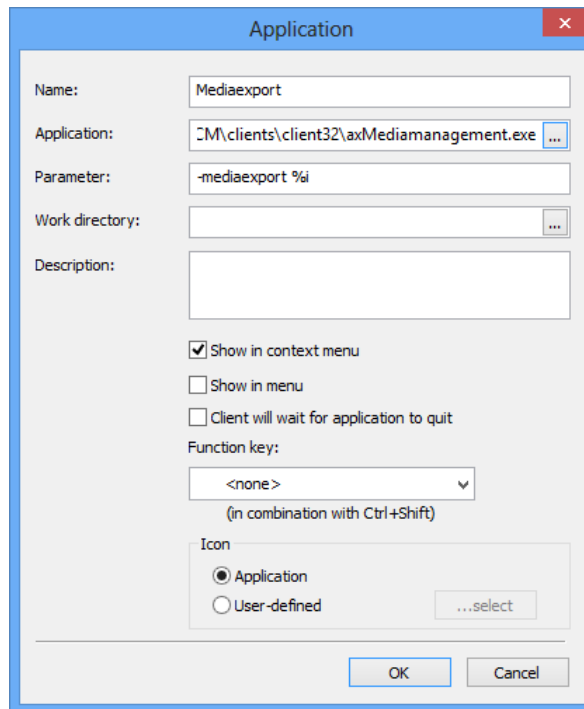 Application
Name: Mediaexport
Application: CM\clients\client32\axMediamanagement.exe ...
Parameter: -mediaexport %i
Work directory: ...
Description:
Show in context menu
Show in menu
Client will wait for application to quit
Function key:
<none>
(in combination with Ctrl+Shift)
Icon
Application
User-defined ...select
OK Cancel